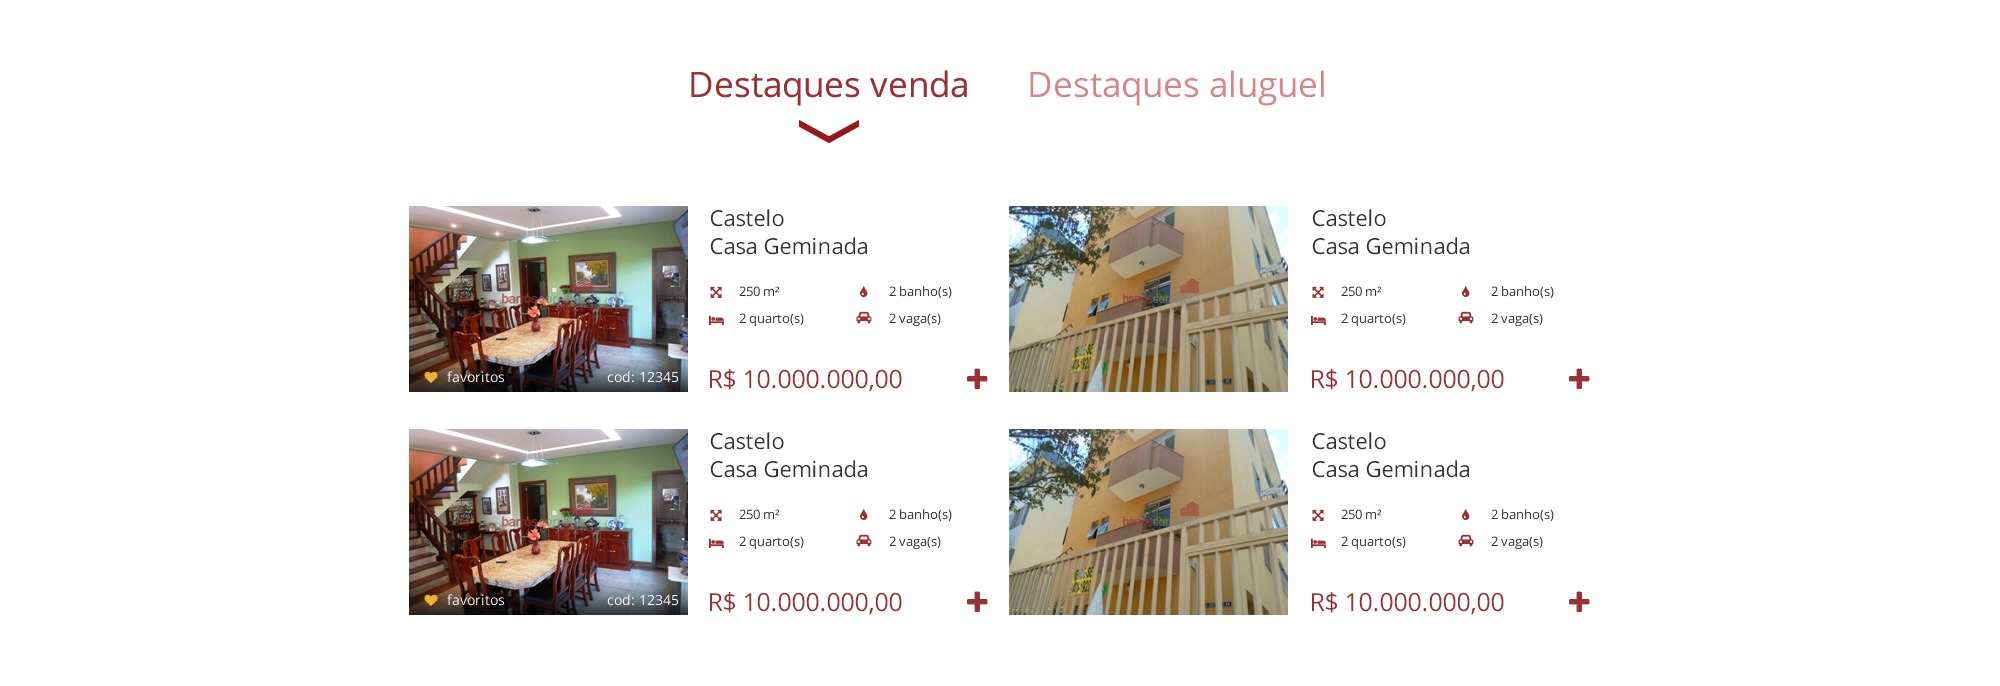 Destaques venda
Destaques aluguel
favoritos
cod: 12345
Castelo
Casa Geminada
250 m²
2 banho(s)
2 quarto(s)
2 vaga(s)
R$ 10.000.000,00
Castelo
Casa Geminada
250 m²
2 banho(s)
2 quarto(s)
2 vaga(s)
R$ 10.000.000,00
favoritos
cod: 12345
Castelo
Casa Geminada
250 m²
2 banho(s)
2 quarto(s)
2 vaga(s)
R$ 10.000.000,00
Castelo
Casa Geminada
250 m²
2 banho(s)
2 quarto(s)
2 vaga(s)
R$ 10.000.000,00